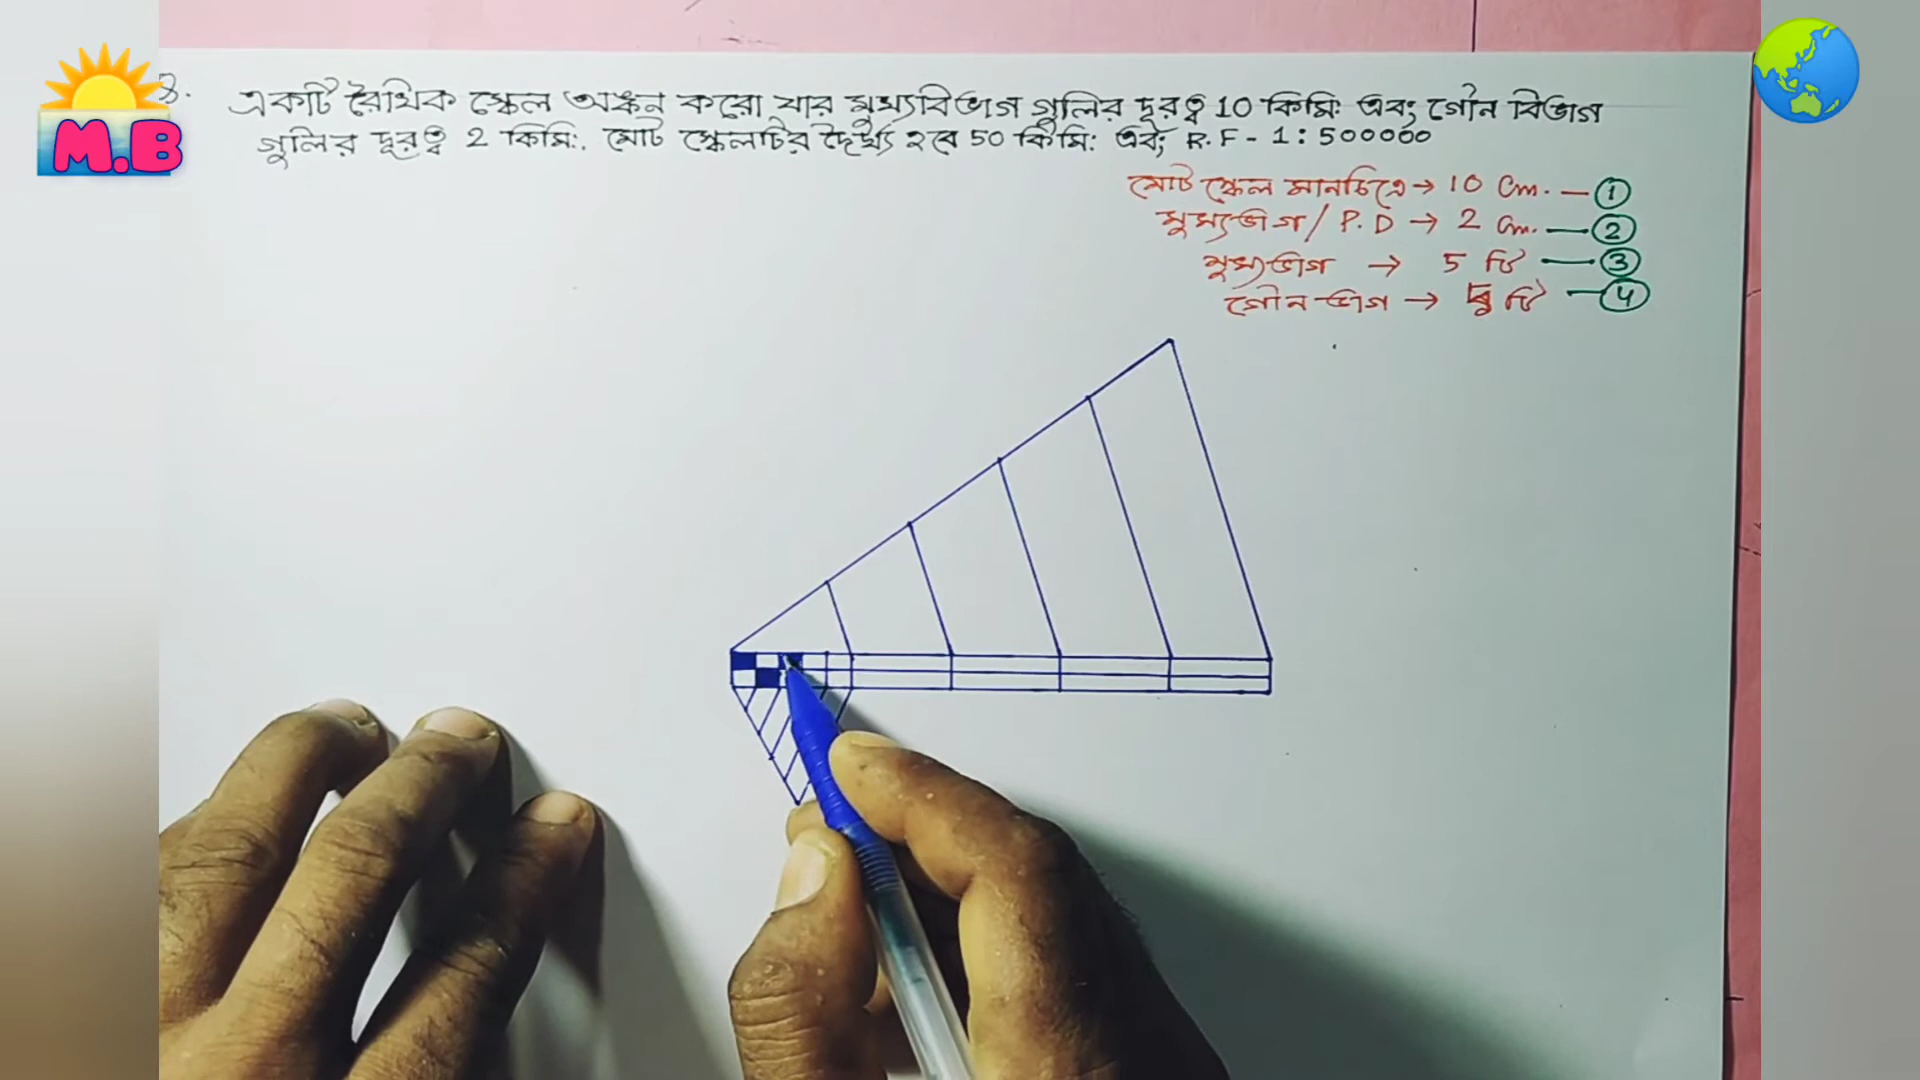 ৪. একটি রৈখিক স্কেল অঙ্কন করো যার মুখ্যবিভাগ গুলির দূরত্ব 10 কিমিঃ এবং গৌন বিভাগ
গুলির দূরত্ব 2 কিমিঃ. মোট স্কেলটির দৈর্ঘ্য হবে 50 কিমিঃ এবং R.F - 1 : 500000
মোট স্কেল মানচিত্রে → 10 Cm. — ①
মুখ্যভাগ / P.D → 2 Cm. — ②
মুখ্যভাগ → 5 টি — ③
গৌন ভাগ → 5 টি — ④
M.B